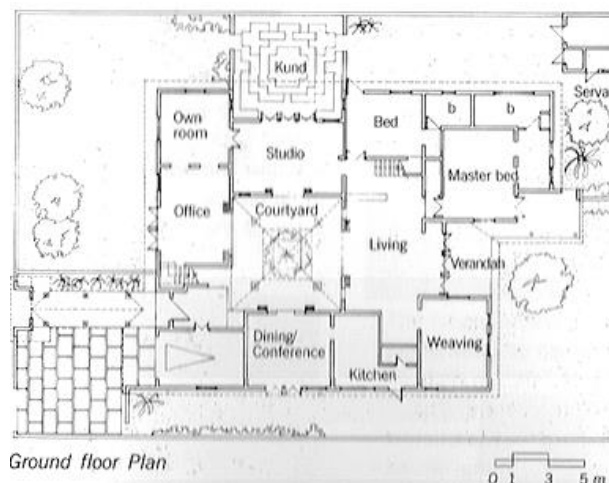 Kund
Serva
Own
room
Bed
b
b
Studio
Master bed
Office
Courtyard
Living
Verandah
Dining/
Conference
Weaving
Kitchen
Ground floor Plan
0 1 3 5 m